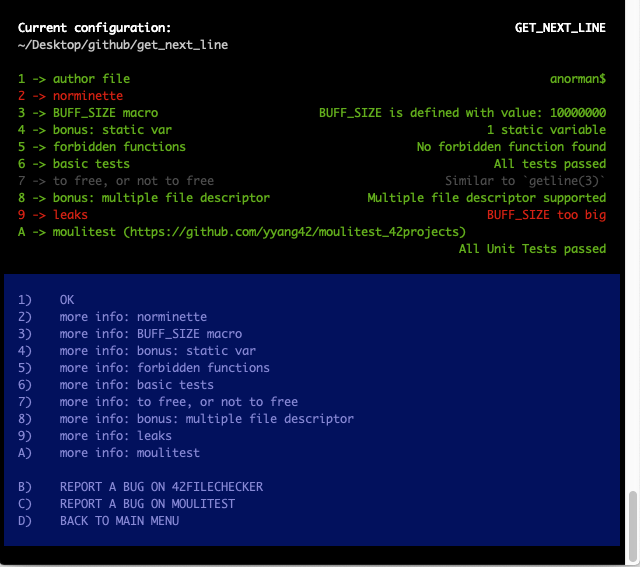 Current configuration: GET_NEXT_LINE
~/Desktop/github/get_next_line
1 -> author file anorman$
2 -> norminette
3 -> BUFF_SIZE macro BUFF_SIZE is defined with value: 10000000
4 -> bonus: static var 1 static variable
5 -> forbidden functions No forbidden function found
6 -> basic tests All tests passed
7 -> to free, or not to free Similar to `getline(3)`
8 -> bonus: multiple file descriptor Multiple file descriptor supported
9 -> leaks BUFF_SIZE too big
A -> moulitest (https://github.com/yyang42/moulitest_42projects)
All Unit Tests passed
1) OK
2) more info: norminette
3) more info: BUFF_SIZE macro
4) more info: bonus: static var
5) more info: forbidden functions
6) more info: basic tests
7) more info: to free, or not to free
8) more info: bonus: multiple file descriptor
9) more info: leaks
A) more info: moulitest
B) REPORT A BUG ON 42FILECHECKER
C) REPORT A BUG ON MOULITEST
D) BACK TO MAIN MENU